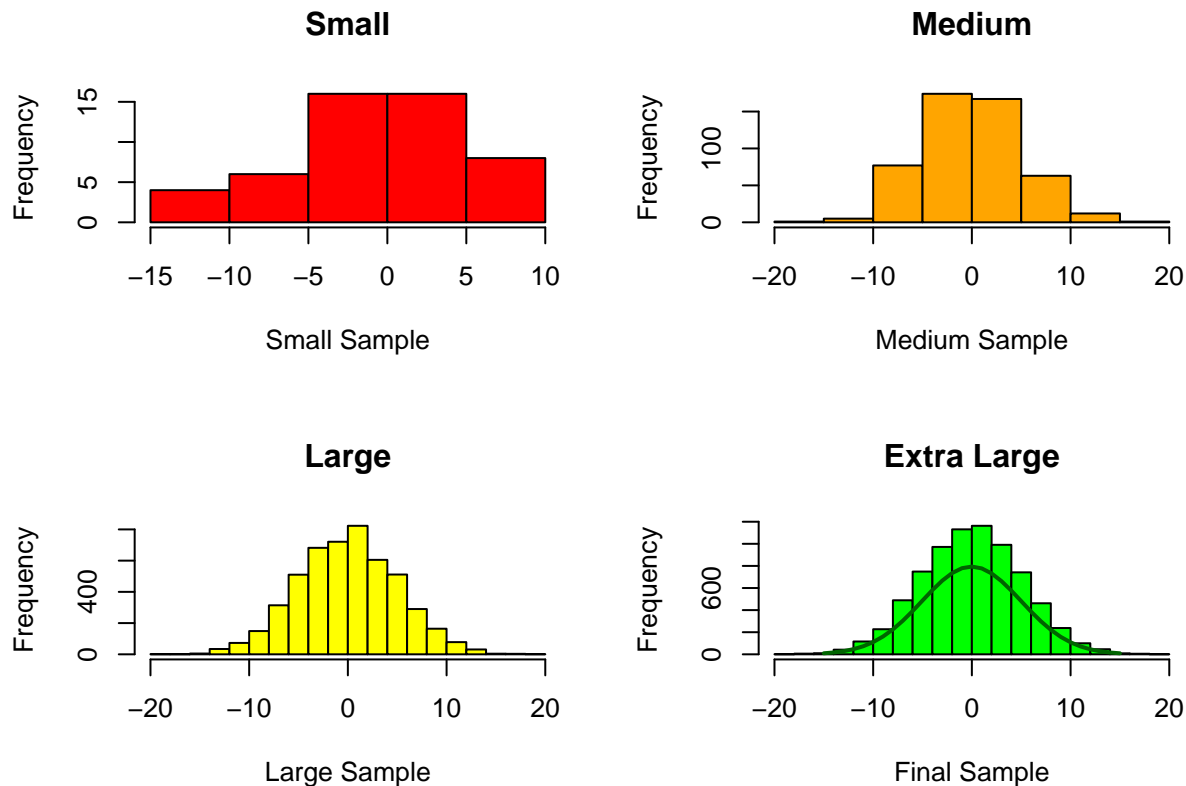 Small
Frequency
15
5
0
−15 −10 −5 0 5 10
Small Sample
Medium
Frequency
100
0
−20 −10 0 10 20
Medium Sample
Large
Frequency
400
0
−20 −10 0 10 20
Large Sample
Extra Large
Frequency
600
0
−20 −10 0 10 20
Final Sample